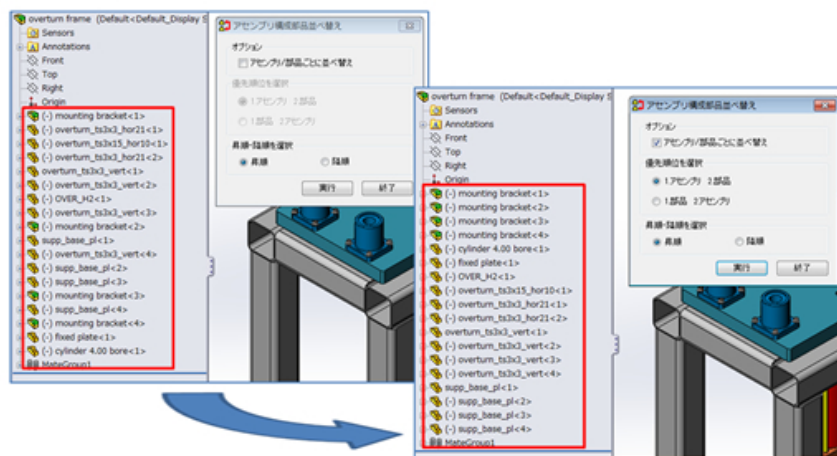 overturn frame (Default<Default_Display S
Sensors
Annotations
Front
Top
Right
Origin
(-) mounting bracket<1>
(-) overturn_ts3x3_hor21<1>
(-) overturn_ts3x15_hor10<1>
(-) overturn_ts3x3_hor21<2>
overturn_ts3x3_vert<1>
(-) overturn_ts3x3_vert<2>
(-) OVER_H2<1>
(-) overturn_ts3x3_vert<3>
(-) mounting bracket<2>
supp_base_pl<1>
(-) overturn_ts3x3_vert<4>
(-) supp_base_pl<2>
(-) supp_base_pl<3>
(-) mounting bracket<3>
(-) supp_base_pl<4>
(-) mounting bracket<4>
(-) fixed plate<1>
(-) cylinder 4.00 bore<1>
MateGroup1
アセンブリ構成部品並べ替え
オプション
アセンブリ/部品ごとに並べ替え
優先順位を選択
1.アセンブリ 2.部品
1.部品 2.アセンブリ
昇順・降順を選択
昇順 降順
実行 終了
overturn frame (Default<Default_Display S
Sensors
Annotations
Front
Top
Right
Origin
(-) mounting bracket<1>
(-) mounting bracket<2>
(-) mounting bracket<3>
(-) mounting bracket<4>
(-) cylinder 4.00 bore<1>
(-) fixed plate<1>
(-) OVER_H2<1>
(-) overturn_ts3x15_hor10<1>
(-) overturn_ts3x3_hor21<1>
(-) overturn_ts3x3_hor21<2>
overturn_ts3x3_vert<1>
(-) overturn_ts3x3_vert<2>
(-) overturn_ts3x3_vert<3>
(-) overturn_ts3x3_vert<4>
supp_base_pl<1>
(-) supp_base_pl<2>
(-) supp_base_pl<3>
(-) supp_base_pl<4>
MateGroup1
アセンブリ構成部品並べ替え
オプション
アセンブリ/部品ごとに並べ替え
優先順位を選択
1.アセンブリ 2.部品
1.部品 2.アセンブリ
昇順・降順を選択
昇順 降順
実行 終了